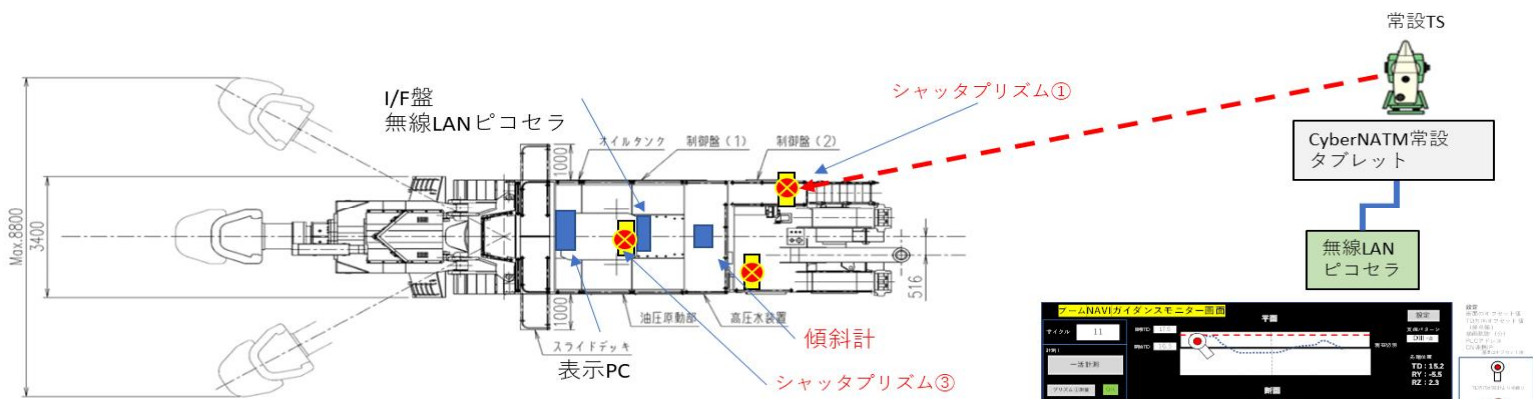 常設TS
シャッタプリズム①
I/F盤
無線LANピコセラ
オイルタンク
制御盤(1)
制御盤(2)
CyberNATM常設
タブレット
1000
Max.8800
3400
無線LAN
ピコセラ
516
1000
油圧原動部
高圧水装置
スライドデッキ
傾斜計
表示PC
シャッタプリズム③
ブームNAVIガイダンスモニター画面
平面
設定
サイクル
11
一括計測
TD:15.2
RY:-5.5
RZ:2.3
断面